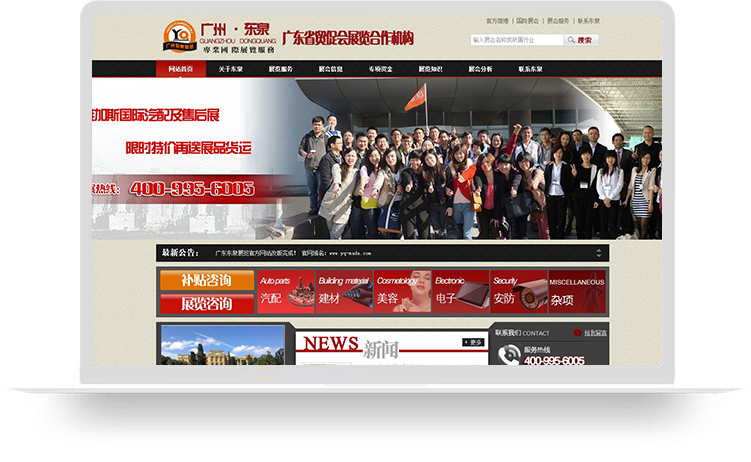 官方微博 | 国际展会 | 展会服务 | 联系东泉
YQ
广州·东泉
GUANGZHOU DONGQUANG
專業國際展覽服務
广东省贸促会展览合作机构
输入展会名称或所属行业
搜索
网站首页 关于东泉 展览服务 展会信息 专项资金 展览知识 展会分析 联系东泉
加斯国际汽配及售后展
限时特价再送展品货运
展热线: 400-995-6005
最新公告: 广东东泉展览官方网站改版完成! 官网域名:www.yq-made.com
补贴咨询
展览咨询
Auto parts
汽配
Building material
建材
Cosmetology
美容
Electronic
电子
Security
安防
MISCELLANEOUS
杂项
NEWS 新闻
+ 更多
联系我们 CONTACT
给我留言
服务热线
400-995-6005